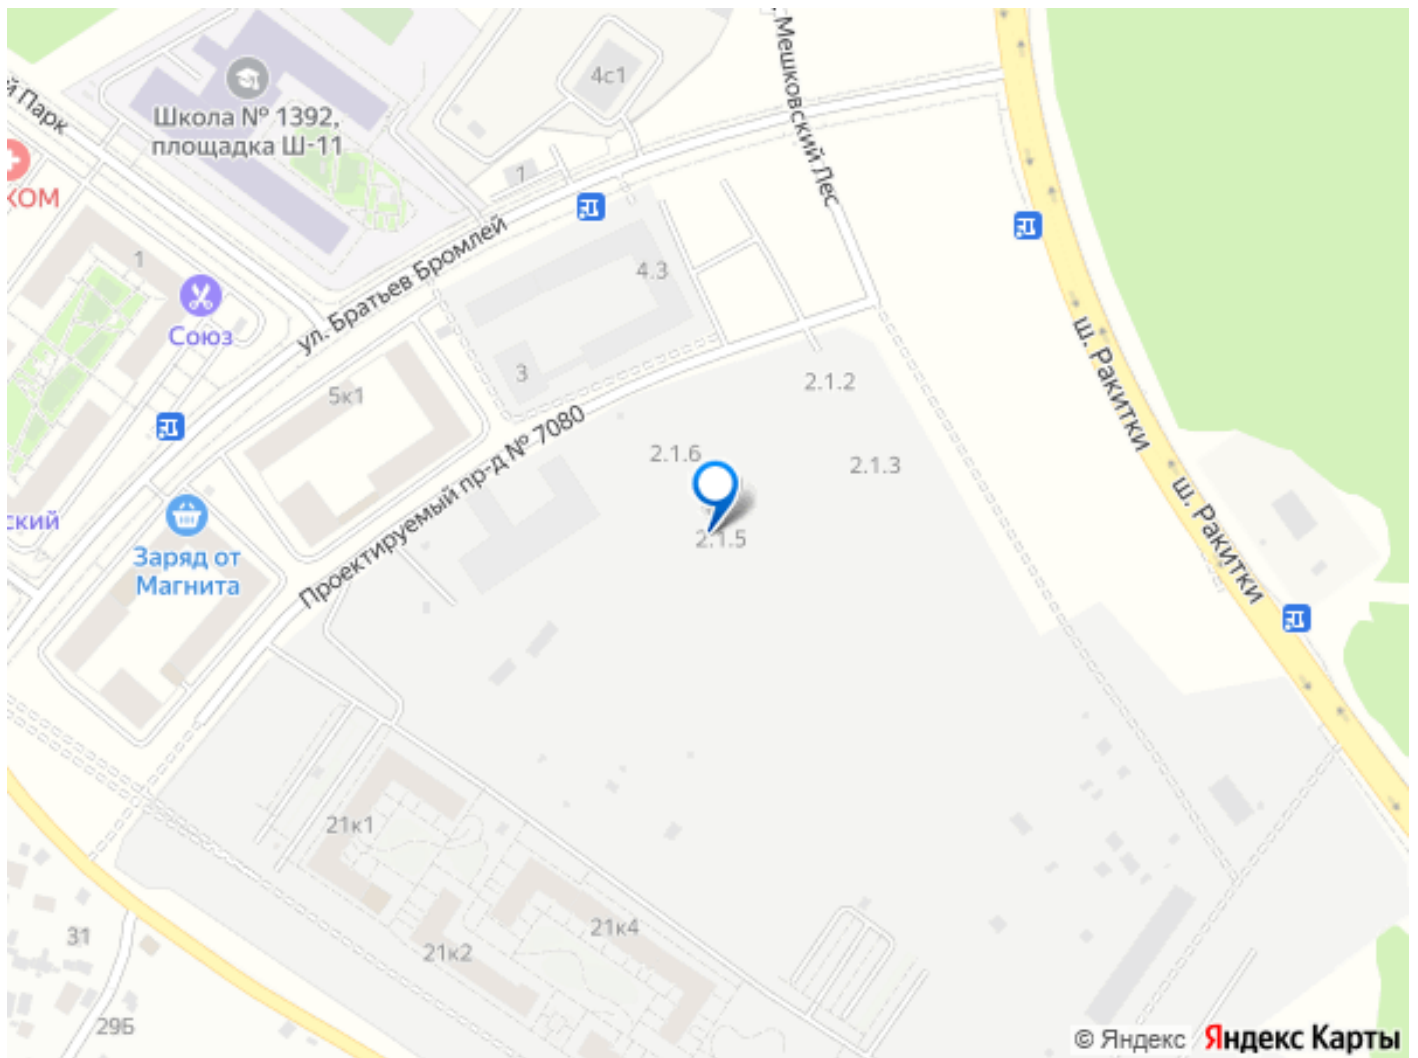 й Парк
Школа № 1392,
площадка Ш-11
4с1
Мешковский Лес
КОМ
1
7
ул. Братьев Бромлей
4.3
Союз
3
5к1
ш. Ракитки
2.1.2
Проектируемый пр-д № 7080
2.1.6
2.1.3
ш. Ракитки
2.1.5
ский
Заряд от
Магнита
21к1
21к4
21к2
31
29Б
© Яндекс Яндекс Карты